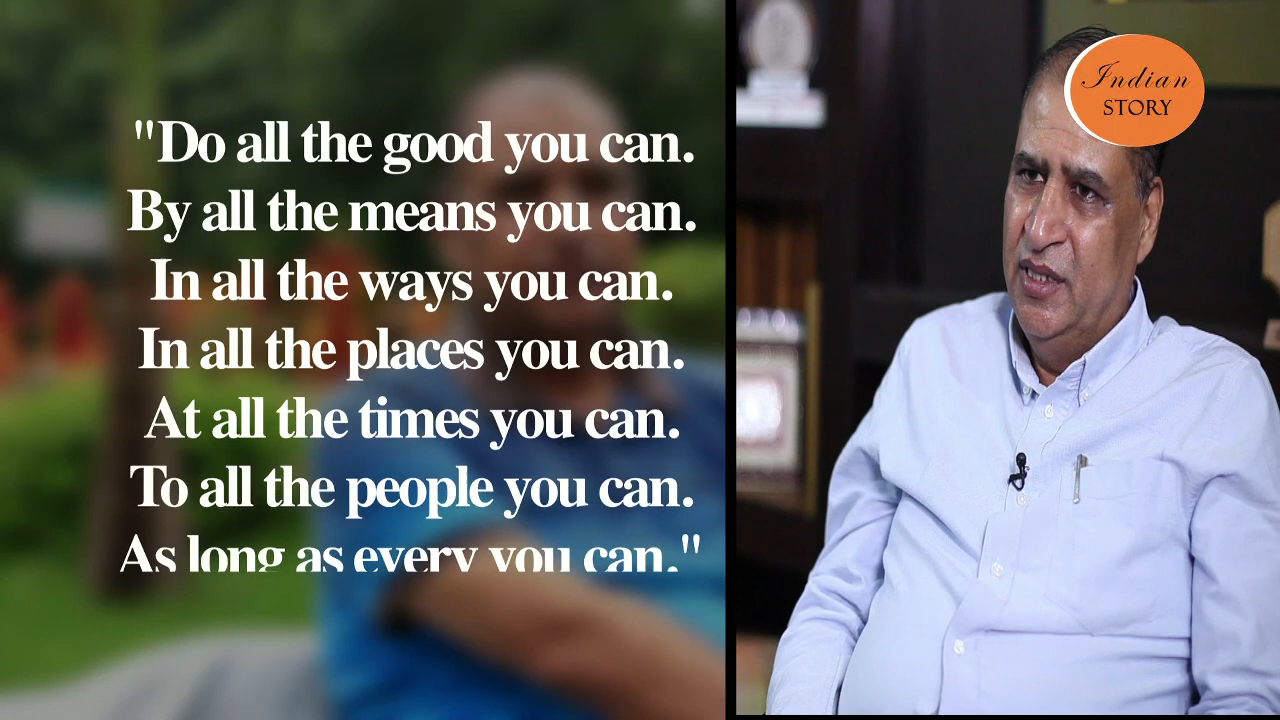 "Do all the good you can.
By all the means you can.
In all the ways you can.
In all the places you can.
At all the times you can.
To all the people you can.
As long as every you can."
Indian
STORY